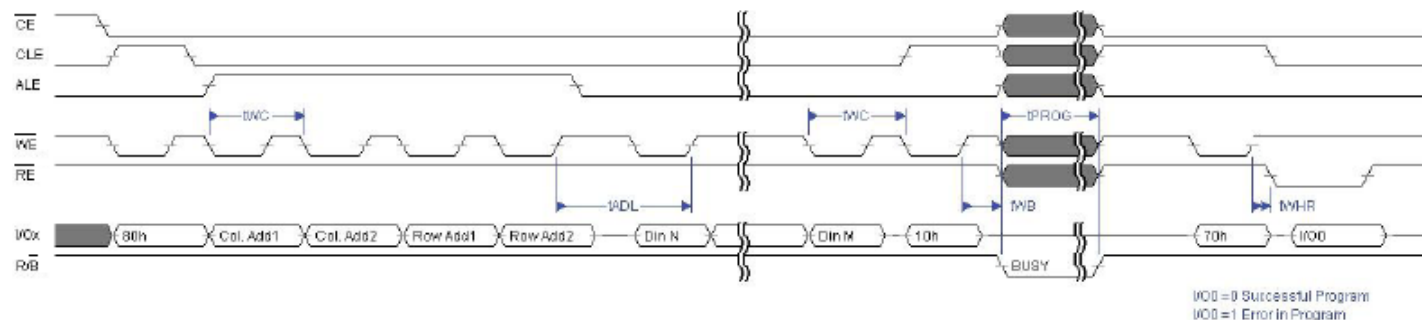 CE
CLE
ALE
tWC
tWC
tPROG
WE
RE
tADL
tWB
tWHR
I/Ox
80h
Col. Add1
Col. Add2
Row Add1
Row Add2
Din N
Din M
10h
70h
I/O0
R/B
BUSY
I/O0=0 Successful Program
I/O0=1 Error in Program